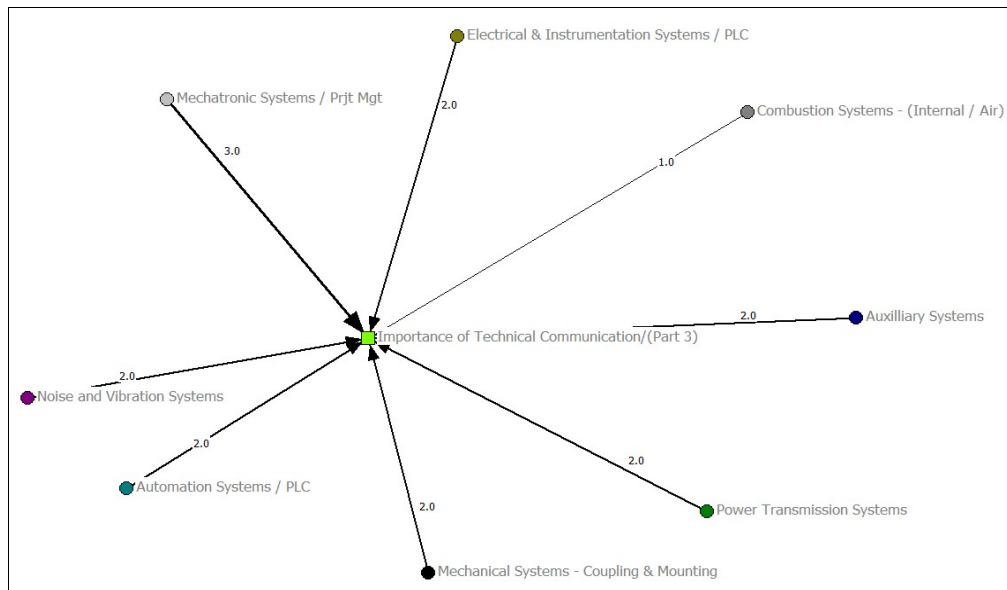 Electrical & Instrumentation Systems / PLC
Mechatronic Systems / Prjt Mgt
2.0
Combustion Systems - (Internal / Air)
3.0
1.0
Auxilliary Systems
2.0
Importance of Technical Communication/(Part 3)
2.0
Noise and Vibration Systems
2.0
2.0
Automation Systems / PLC
2.0
Power Transmission Systems
Mechanical Systems - Coupling & Mounting